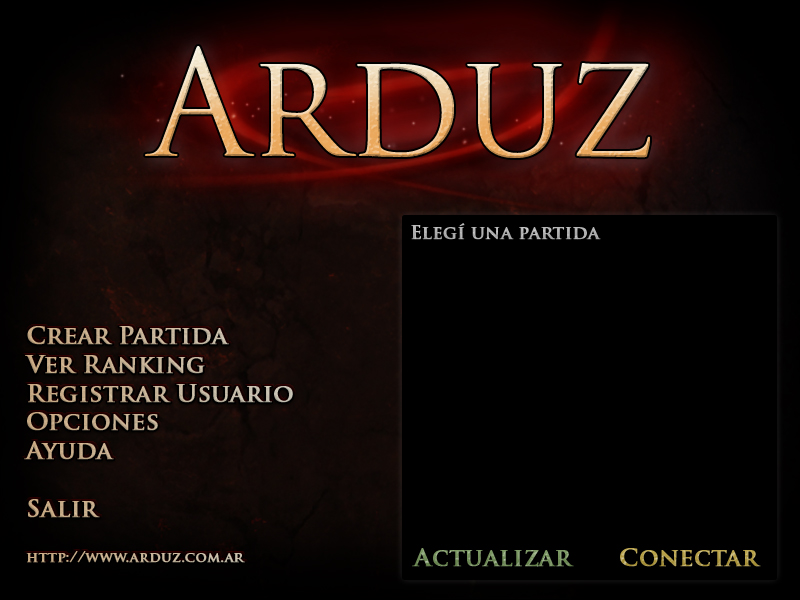 Arduz
Elegí una partida
Crear Partida
Ver Ranking
Registrar Usuario
Opciones
Ayuda
Salir
http://www.arduz.com.ar
Actualizar
Conectar